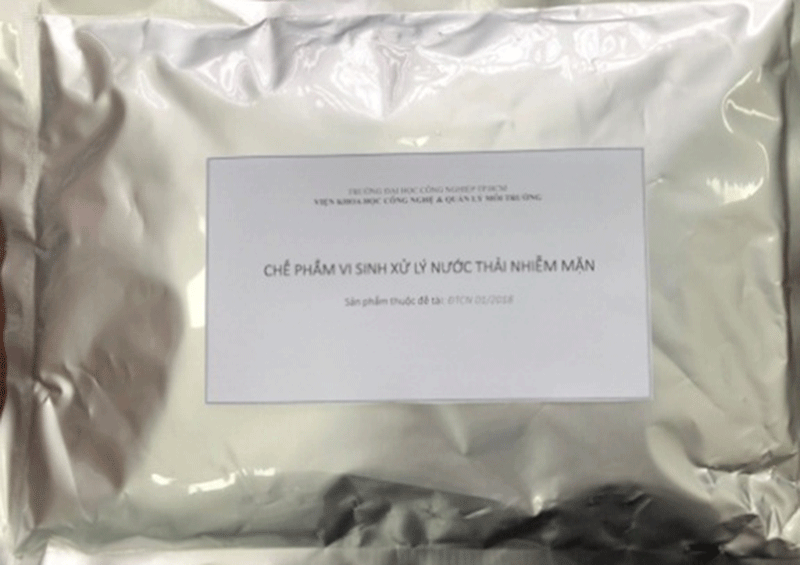 TRƯỜNG ĐẠI HỌC CÔNG NGHIỆP TP.HCM
VIỆN KHOA HỌC CÔNG NGHỆ & QUẢN LÝ MÔI TRƯỜNG
CHẾ PHẨM VI SINH XỬ LÝ NƯỚC THẢI NHIỄM MẶN
Sản phẩm thuộc đề tài: ĐTCN 01/2018